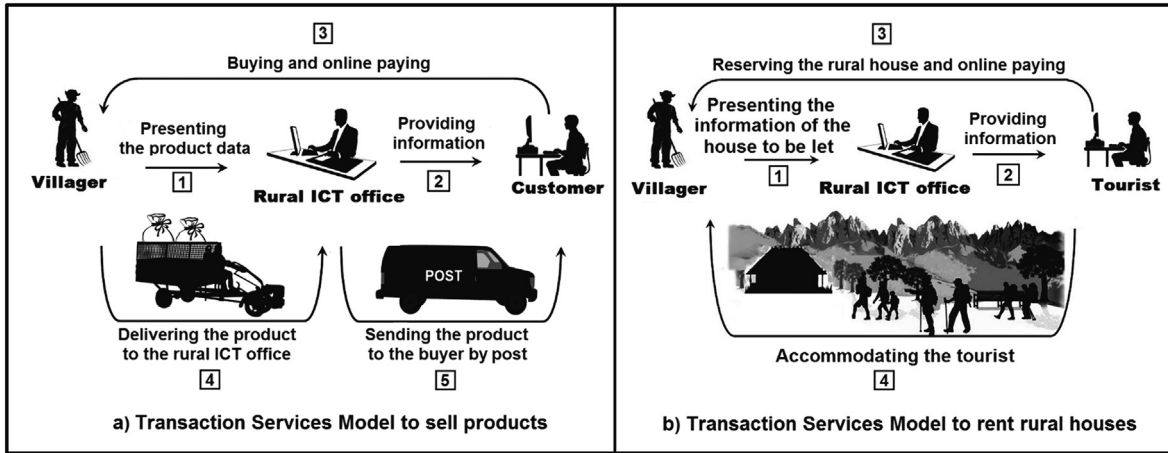 3
Buying and online paying
Presenting
the product data
1
Providing
information
2
Villager
Rural ICT office
Customer
POST
Delivering the product
to the rural ICT office
4
Sending the product
to the buyer by post
5
a) Transaction Services Model to sell products
3
Reserving the rural house and online paying
Presenting the
information of the
house to be let
1
Providing
information
2
Villager
Rural ICT office
Tourist
Accommodating the tourist
4
b) Transaction Services Model to rent rural houses